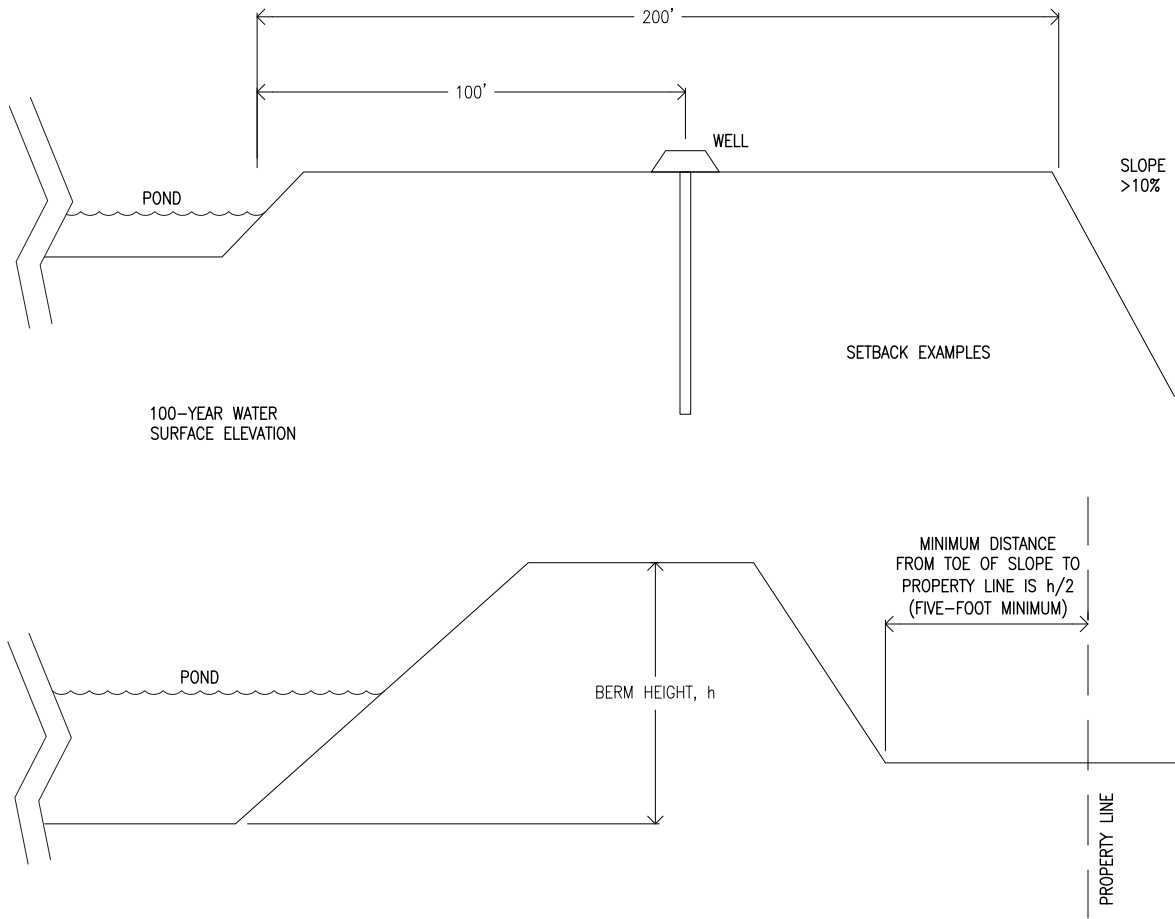 200'
100'
WELL
SLOPE
>10%
POND
SETBACK EXAMPLES
100-YEAR WATER
SURFACE ELEVATION
MINIMUM DISTANCE
FROM TOE OF SLOPE TO
PROPERTY LINE IS h/2
(FIVE-FOOT MINIMUM)
POND
BERM HEIGHT, h
PROPERTY LINE